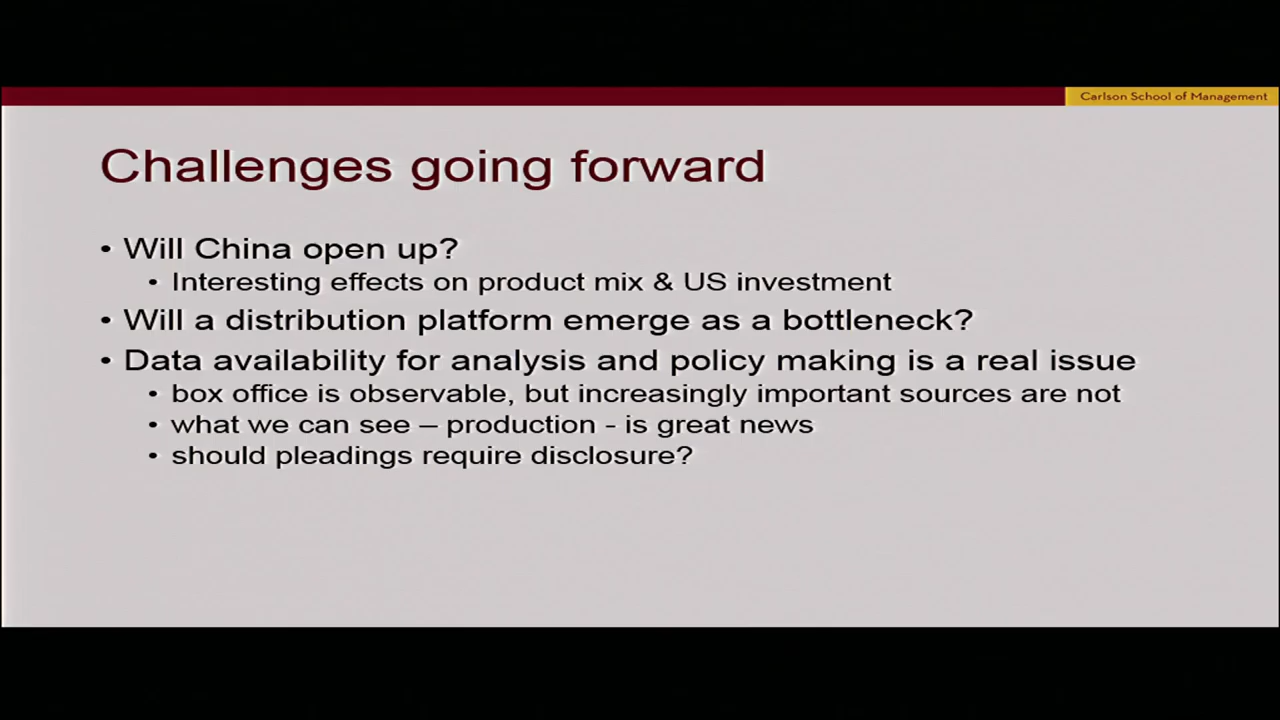 Carlson School of Management
Challenges going forward
• Will China open up?
• Interesting effects on product mix & US investment
• Will a distribution platform emerge as a bottleneck?
• Data availability for analysis and policy making is a real issue
• box office is observable, but increasingly important sources are not
• what we can see – production - is great news
• should pleadings require disclosure?